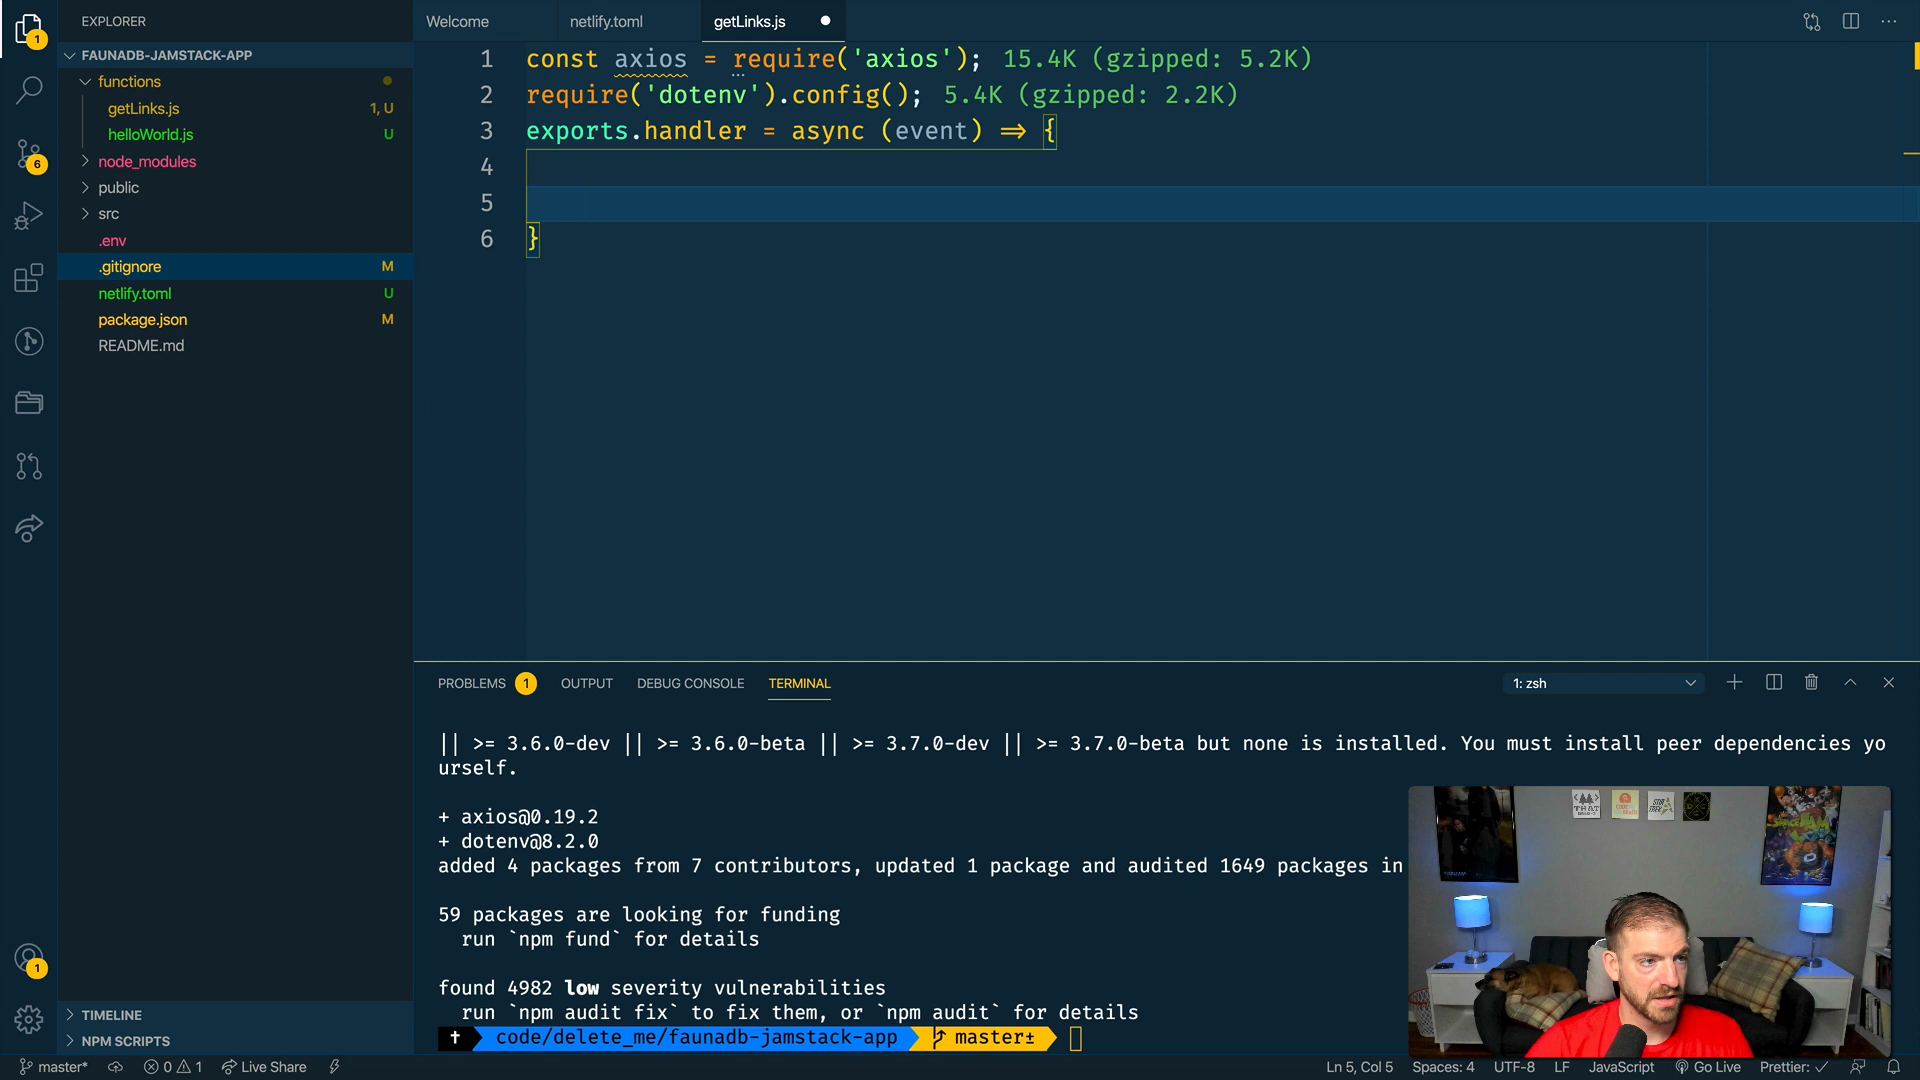 EXPLORER
Welcome
netlify.toml
getLinks.js
1
FAUNADB-JAMSTACK-APP
functions
getLinks.js
1, U
helloWorld.js
U
node_modules
public
src
.env
.gitignore
M
netlify.toml
U
package.json
M
README.md
6
1
TIMELINE
NPM SCRIPTS
1 const axios = require('axios'); 15.4K (gzipped: 5.2K)
2 require('dotenv').config(); 5.4K (gzipped: 2.2K)
3 exports.handler = async (event) => {
4
5
6 }
PROBLEMS 1 OUTPUT DEBUG CONSOLE TERMINAL
1: zsh
|| >= 3.6.0-dev || >= 3.6.0-beta || >= 3.7.0-dev || >= 3.7.0-beta but none is installed. You must install peer dependencies yo
urself.
+ axios@0.19.2
+ dotenv@8.2.0
added 4 packages from 7 contributors, updated 1 package and audited 1649 packages in
59 packages are looking for funding
run `npm fund` for details
found 4982 low severity vulnerabilities
run `npm audit fix` to fix them, or `npm audit` for details
code/delete_me/faunadb-jamstack-app master±
master* 0 1 Live Share
Ln 5, Col 5 Spaces: 4 UTF-8 LF JavaScript Go Live Prettier: ✓